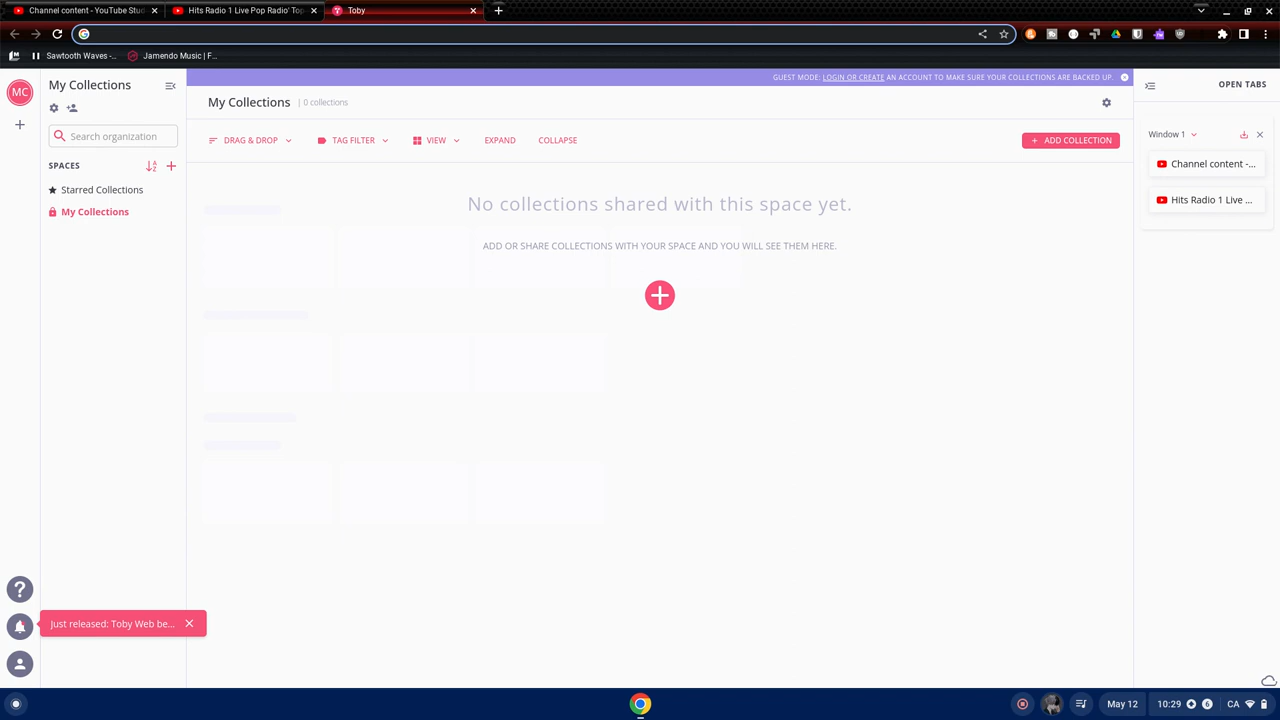 Channel content - YouTube Stud
Hits Radio 1 Live Pop Radio' Top
Toby
Sawtooth Waves -...
Jamendo Music | F...
MC
My Collections
Search organization
SPACES
Starred Collections
My Collections
GUEST MODE: LOGIN OR CREATE AN ACCOUNT TO MAKE SURE YOUR COLLECTIONS ARE BACKED UP.
My Collections | 0 collections
DRAG & DROP
TAG FILTER
VIEW
EXPAND
COLLAPSE
ADD COLLECTION
No collections shared with this space yet.
ADD OR SHARE COLLECTIONS WITH YOUR SPACE AND YOU WILL SEE THEM HERE.
OPEN TABS
Window 1
Channel content -...
Hits Radio 1 Live ...
Just released: Toby Web be...
May 12
10:29
6
CA